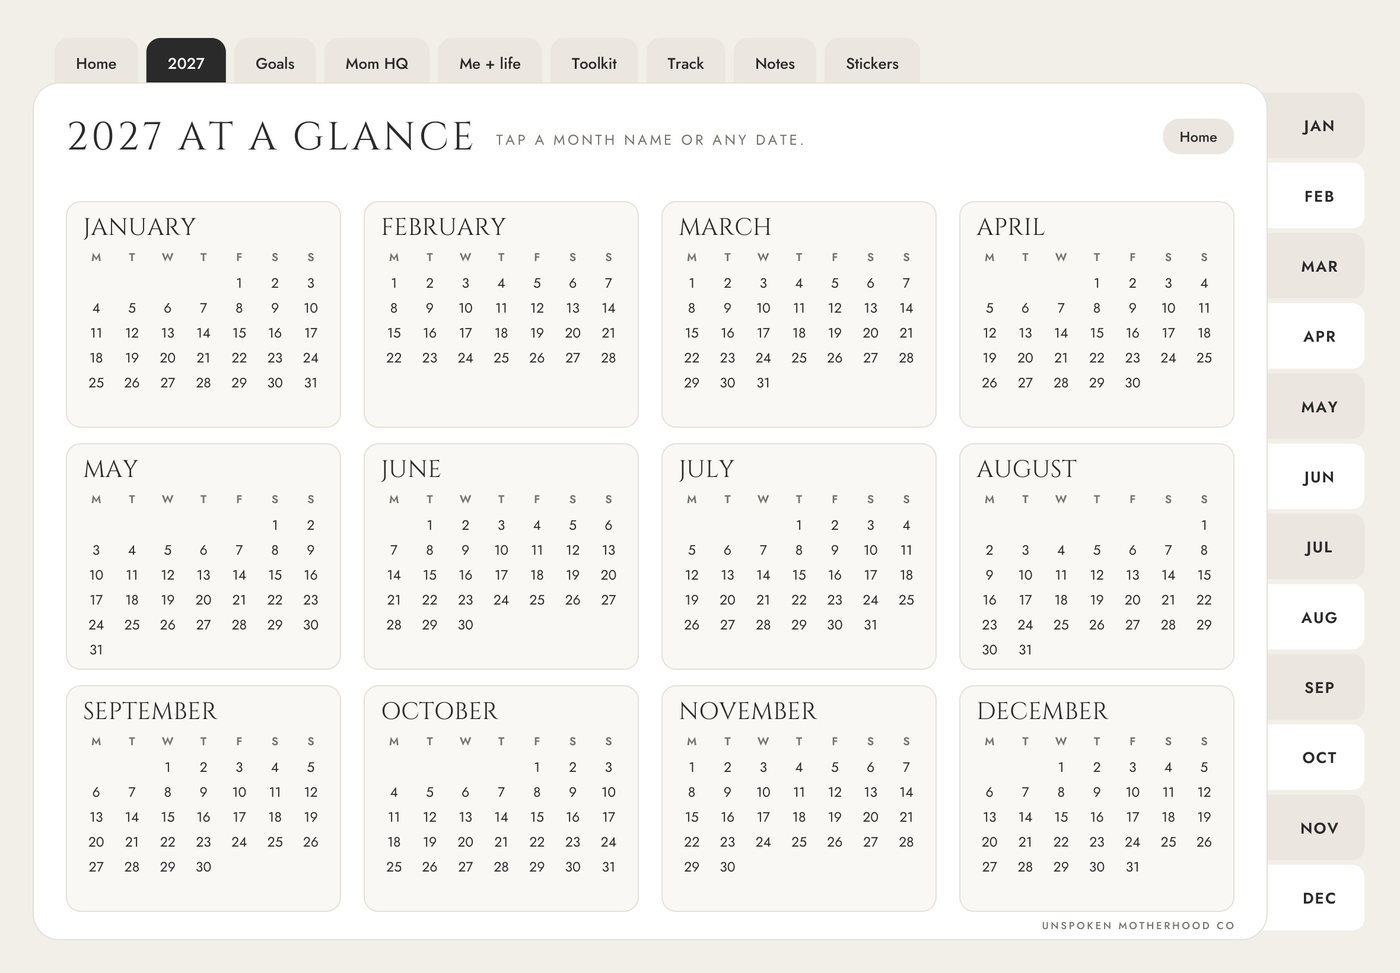 Home 2027 Goals Mom HQ Me + life Toolkit Track Notes Stickers
2027 AT A GLANCE TAP A MONTH NAME OR ANY DATE. Home
JANUARY
M T W T F S S
1 2 3
4 5 6 7 8 9 10
11 12 13 14 15 16 17
18 19 20 21 22 23 24
25 26 27 28 29 30 31
FEBRUARY
M T W T F S S
1 2 3 4 5 6 7
8 9 10 11 12 13 14
15 16 17 18 19 20 21
22 23 24 25 26 27 28
MARCH
M T W T F S S
1 2 3 4 5 6 7
8 9 10 11 12 13 14
15 16 17 18 19 20 21
22 23 24 25 26 27 28
29 30 31
APRIL
M T W T F S S
1 2 3 4
5 6 7 8 9 10 11
12 13 14 15 16 17 18
19 20 21 22 23 24 25
26 27 28 29 30
MAY
M T W T F S S
1 2
3 4 5 6 7 8 9
10 11 12 13 14 15 16
17 18 19 20 21 22 23
24 25 26 27 28 29 30
31
JUNE
M T W T F S S
1 2 3 4 5 6
7 8 9 10 11 12 13
14 15 16 17 18 19 20
21 22 23 24 25 26 27
28 29 30
JULY
M T W T F S S
1 2 3 4
5 6 7 8 9 10 11
12 13 14 15 16 17 18
19 20 21 22 23 24 25
26 27 28 29 30 31
AUGUST
M T W T F S S
1
2 3 4 5 6 7 8
9 10 11 12 13 14 15
16 17 18 19 20 21 22
23 24 25 26 27 28 29
30 31
SEPTEMBER
M T W T F S S
1 2 3 4 5
6 7 8 9 10 11 12
13 14 15 16 17 18 19
20 21 22 23 24 25 26
27 28 29 30
OCTOBER
M T W T F S S
1 2 3
4 5 6 7 8 9 10
11 12 13 14 15 16 17
18 19 20 21 22 23 24
25 26 27 28 29 30 31
NOVEMBER
M T W T F S S
1 2 3 4 5 6 7
8 9 10 11 12 13 14
15 16 17 18 19 20 21
22 23 24 25 26 27 28
29 30
DECEMBER
M T W T F S S
1 2 3 4 5
6 7 8 9 10 11 12
13 14 15 16 17 18 19
20 21 22 23 24 25 26
27 28 29 30 31
UNSPOKEN MOTHERHOOD CO
JAN
FEB
MAR
APR
MAY
JUN
JUL
AUG
SEP
OCT
NOV
DEC